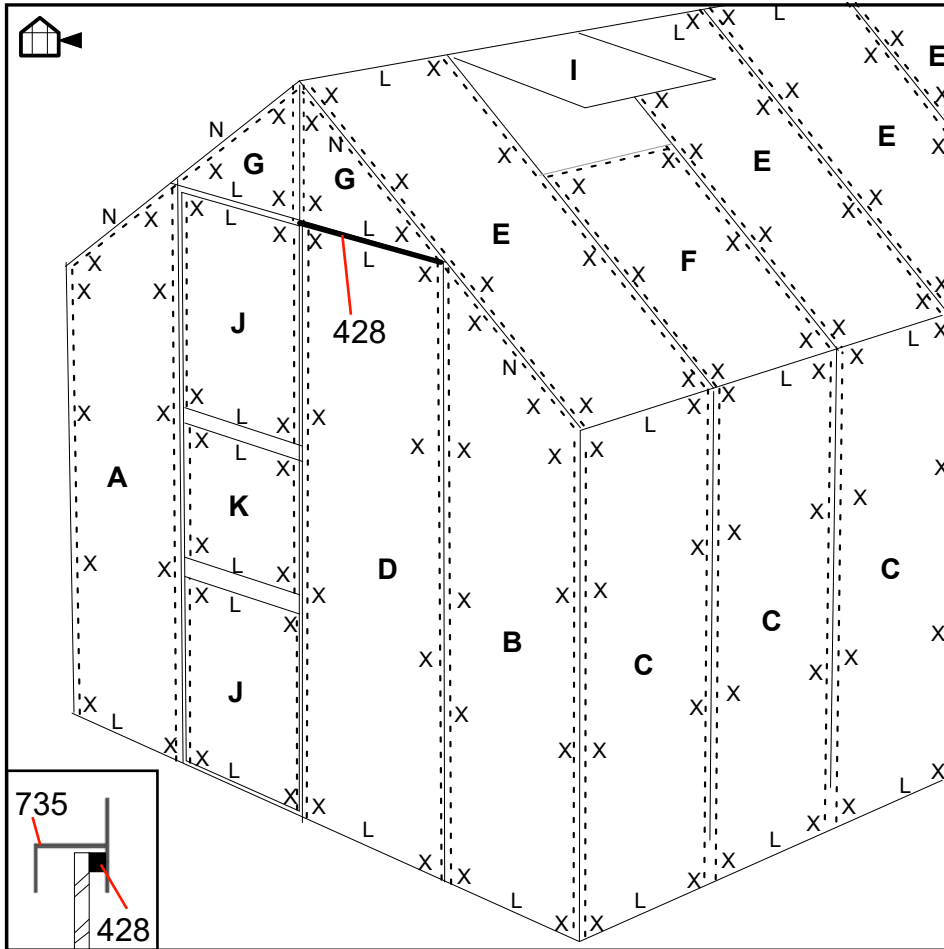 L
X X
L
X
X E
X I
L
X X X
X X
X X
N E
N X
X X X E
G G
X
X X
L X
X
X X
N X L X L
X X X X X
X E
L X F
X X
X X X
X X
J X
428
X X X
L X
X X
N L X
X X
X L X
X X X
X X L X
X L
X X
X X X
L X X X
X
A
X X
K
X X
X X
X L X D C
X X
L X X X X
X C
X B X
X C X
X X
J X
X X X
L X
X X X
L X
735
X X X
L X
L
X X X
L X
428 L
X X